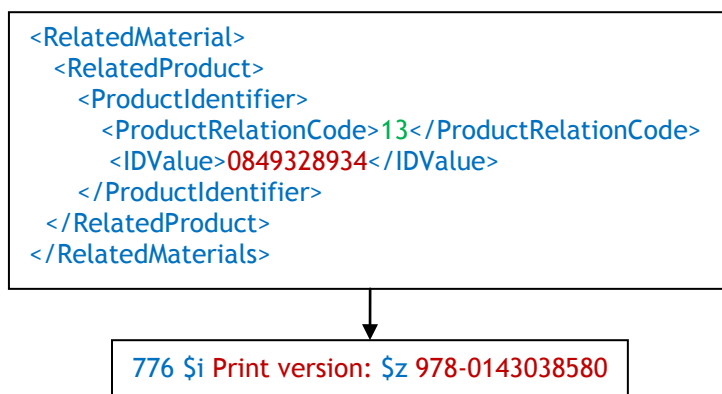 <RelatedMaterial>
<RelatedProduct>
<ProductIdentifier>
<ProductRelationCode>13</ProductRelationCode>
<IDValue>0849328934</IDValue>
</ProductIdentifier>
</RelatedProduct>
</RelatedMaterials>
776 $i Print version: $z 978-0143038580